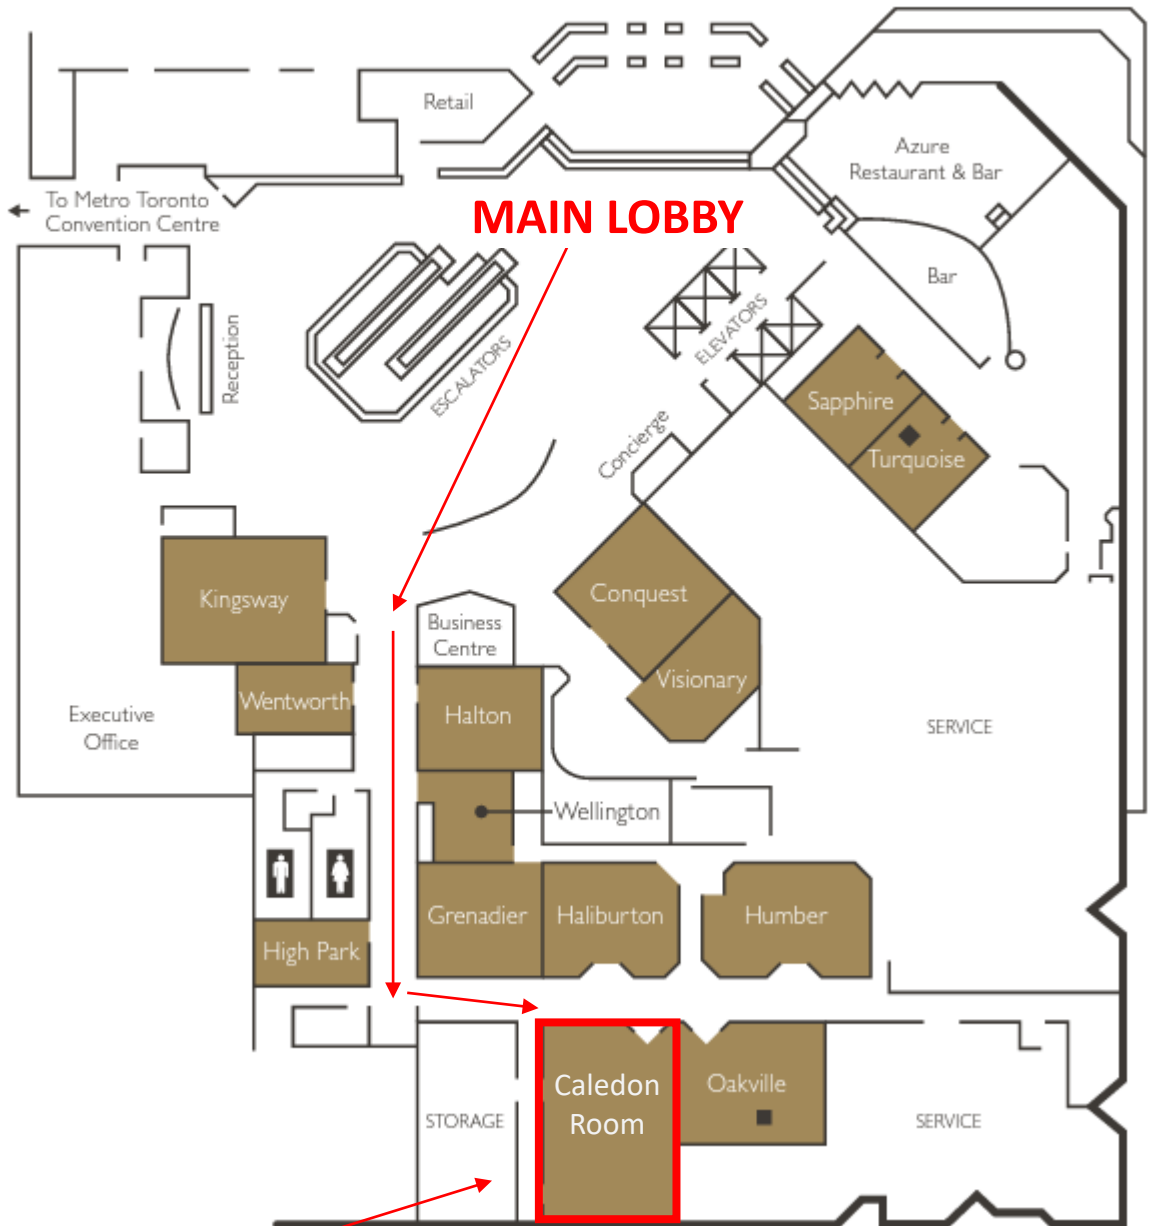 Retail
Azure
Restaurant & Bar
To Metro Toronto
Convention Centre
MAIN LOBBY
Bar
ELEVATORS
Reception
ESCALATORS
Sapphire
Turquoise
Concierge
Kingsway
Conquest
Business
Centre
Visionary
Wentworth
Halton
Executive
Office
SERVICE
Wellington
Grenadier
Haliburton
Humber
High Park
Caledon
Room
Oakville
STORAGE
SERVICE